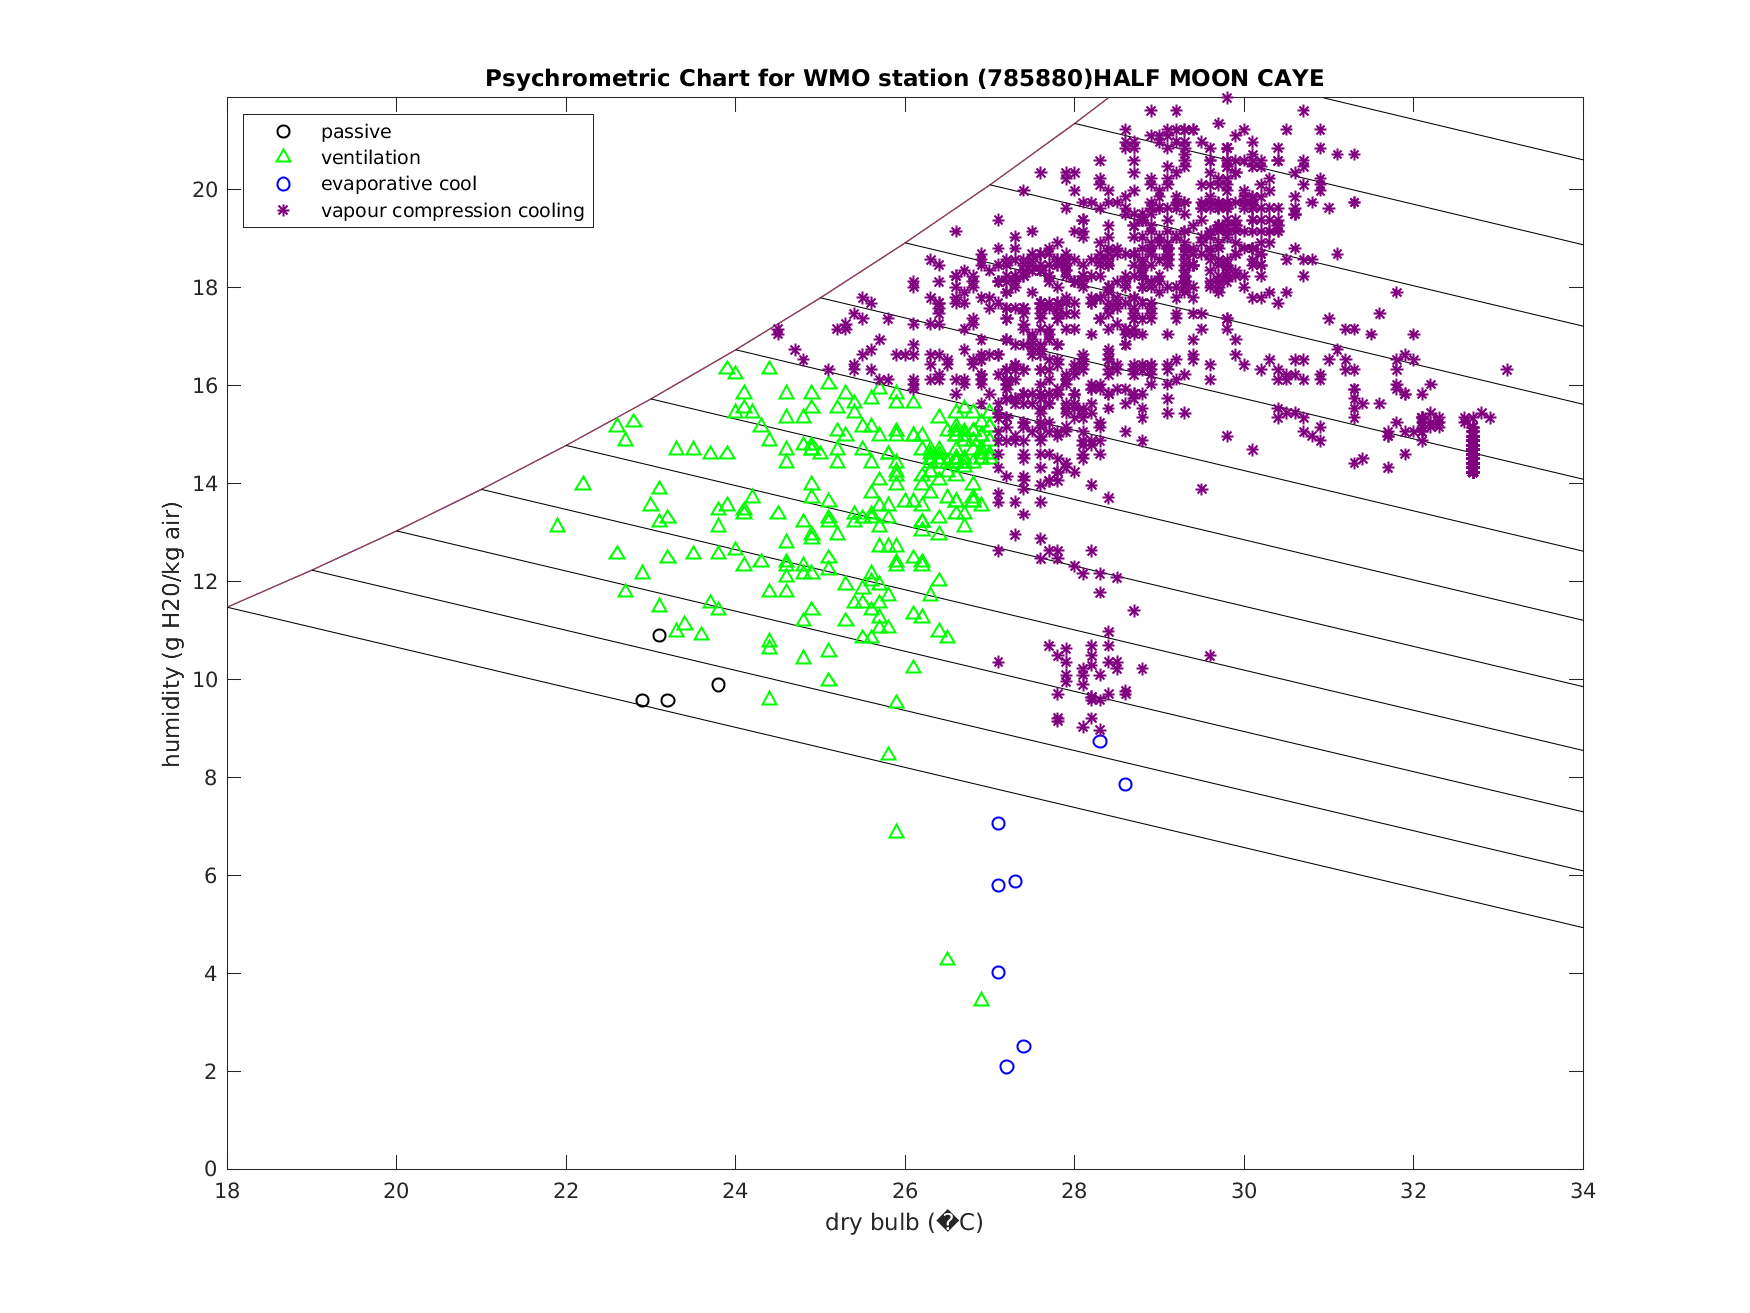 Psychrometric Chart for WMO station (785880)HALF MOON CAYE
passive
ventilation
evaporative cool
vapour compression cooling
humidity (g H20/kg air)
20
18
16
14
12
10
8
6
4
2
0
18 20 22 24 26 28 30 32 34
dry bulb (�C)